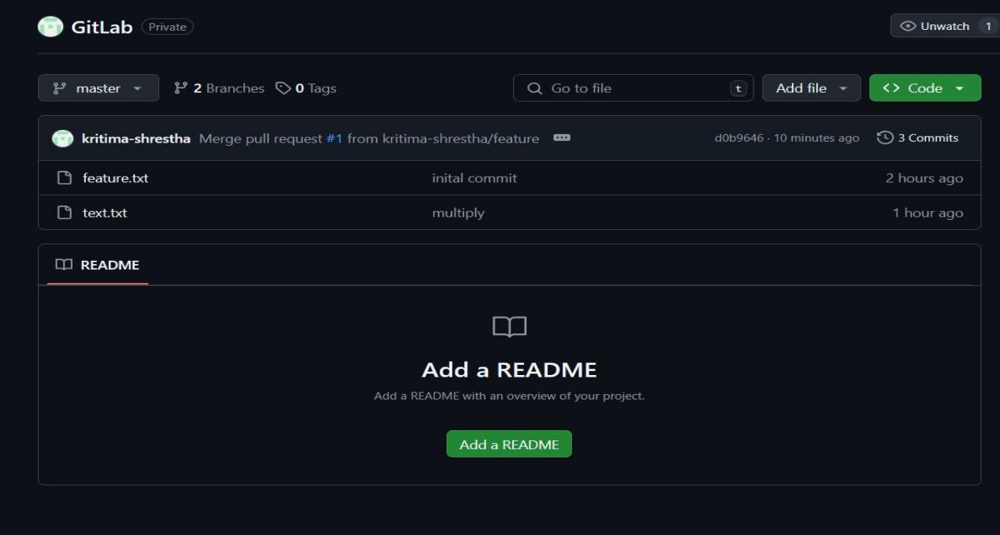 GitLab Private Unwatch 1
master 2 Branches 0 Tags Go to file t Add file <> Code
kritima-shrestha Merge pull request #1 from kritima-shrestha/feature d0b9646 · 10 minutes ago 3 Commits
feature.txt inital commit 2 hours ago
text.txt multiply 1 hour ago
README
Add a README
Add a README with an overview of your project.
Add a README